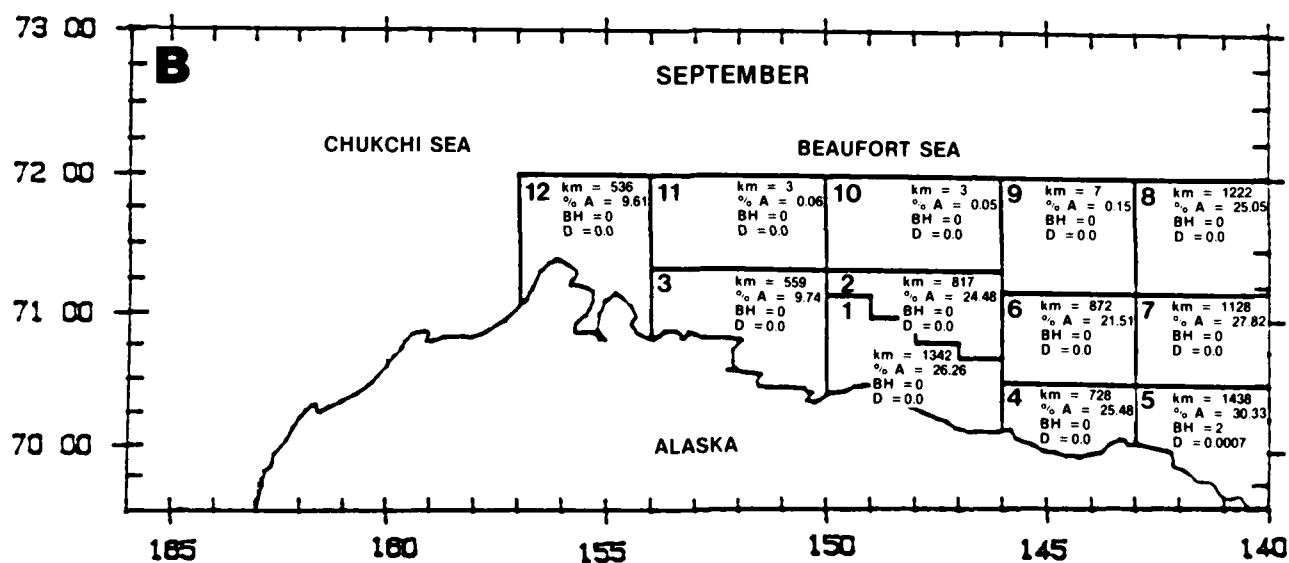 73 00
B
SEPTEMBER
CHUKCHI SEA
BEAUFORT SEA
72 00
12
km = 536
% A = 9.61
BH =0
D =0.0
11
km = 3
% A = 0.06
BH =0
D =0.0
10
km = 3
% A = 0.05
BH =0
D =0.0
9
km = 7
% A = 0.15
BH =0
D =0.0
8
km = 1222
% A = 25.05
BH =0
D =0.0
3
km = 559
% A = 9.74
BH =0
D =0.0
2
km = 817
% A = 24.48
BH =0
D =0.0
71 00
1
km = 1342
% A = 26.26
BH =0
D =0.0
6
km = 872
% A = 21.51
BH =0
D =0.0
7
km = 1128
% A = 27.82
BH =0
D =0.0
4
km = 728
% A = 25.48
BH =0
D =0.0
5
km = 1438
% A = 30.33
BH =2
D =0.0007
70 00
ALASKA
165
160
155
150
145
140